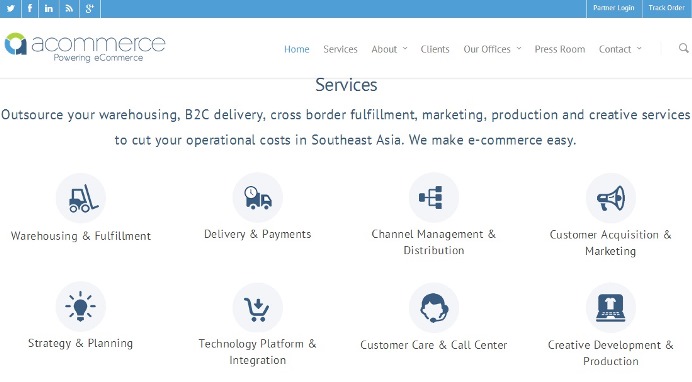 Partner Login Track Order
acommerce
Powering eCommerce
Home Services About Clients Our Offices Press Room Contact
Services
Outsource your warehousing, B2C delivery, cross border fulfillment, marketing, production and creative services
to cut your operational costs in Southeast Asia. We make e-commerce easy.
Warehousing & Fulfillment
Delivery & Payments
Channel Management &
Distribution
Customer Acquisition &
Marketing
Strategy & Planning
Technology Platform &
Integration
Customer Care & Call Center
Creative Development &
Production